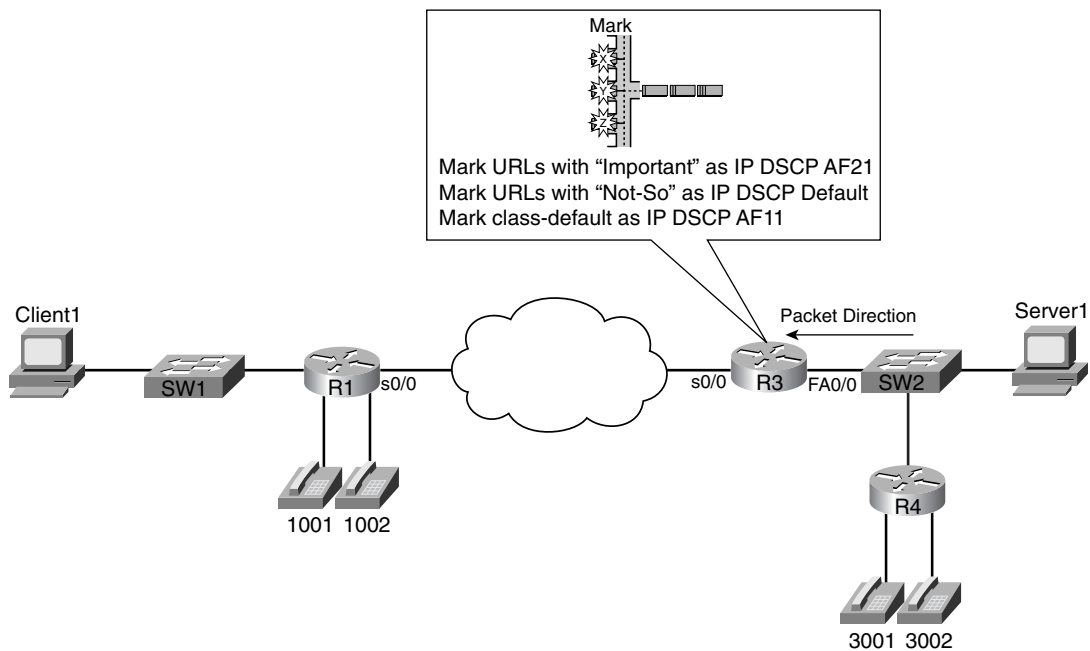 Mark
X
Y
Z
Mark URLs with “Important” as IP DSCP AF21
Mark URLs with “Not-So” as IP DSCP Default
Mark class-default as IP DSCP AF11
Client1
SW1
R1
s0/0
1001
1002
Packet Direction
s0/0
R3
FA0/0
SW2
Server1
R4
3001
3002